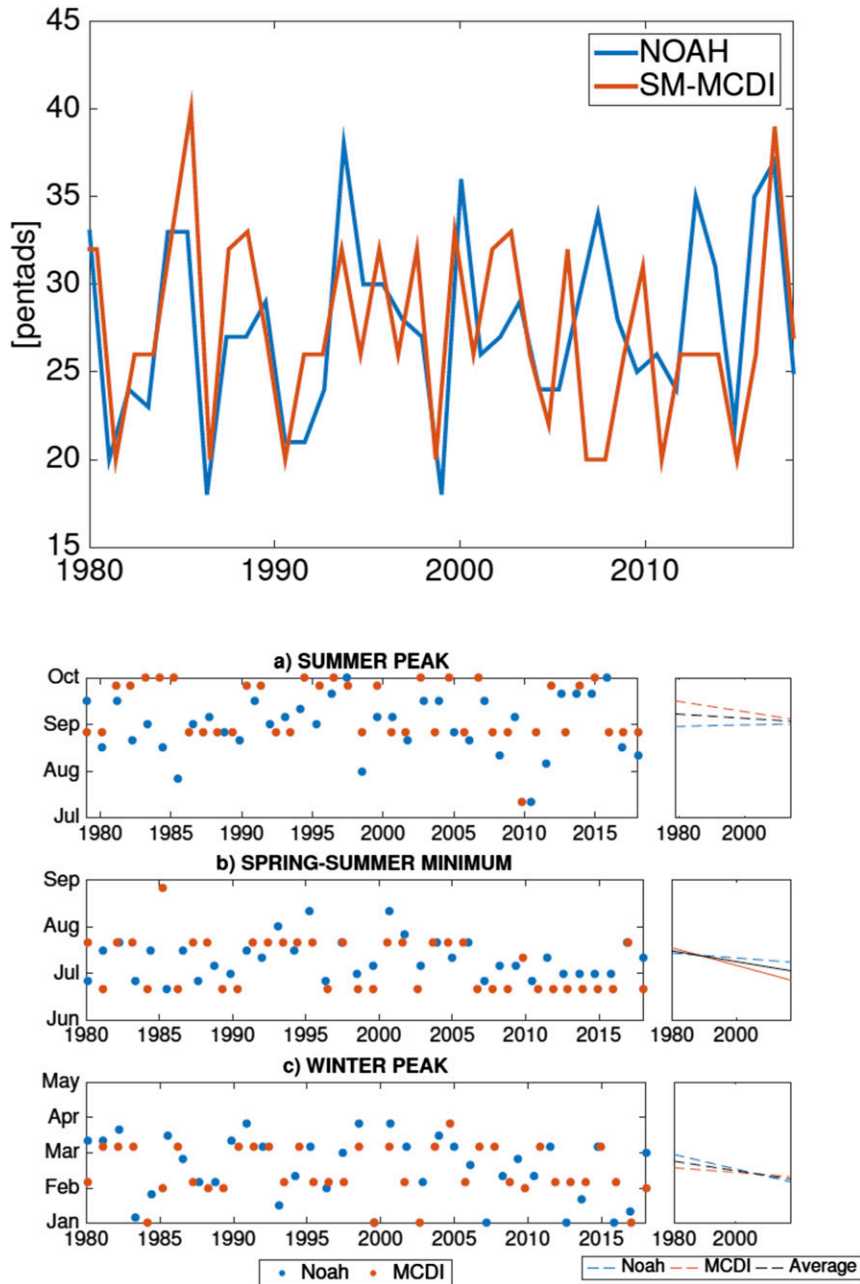 45
40
35
30
25
20
15
[pentads]
NOAH
SM-MCDI
1980 1990 2000 2010
a) SUMMER PEAK
Oct
Sep
Aug
Jul
1980 1985 1990 1995 2000 2005 2010 2015
1980 2000
b) SPRING-SUMMER MINIMUM
Sep
Aug
Jul
Jun
1980 1985 1990 1995 2000 2005 2010 2015
1980 2000
c) WINTER PEAK
May
Apr
Mar
Feb
Jan
1980 1985 1990 1995 2000 2005 2010 2015
1980 2000
Noah MCDI
Noah MCDI Average